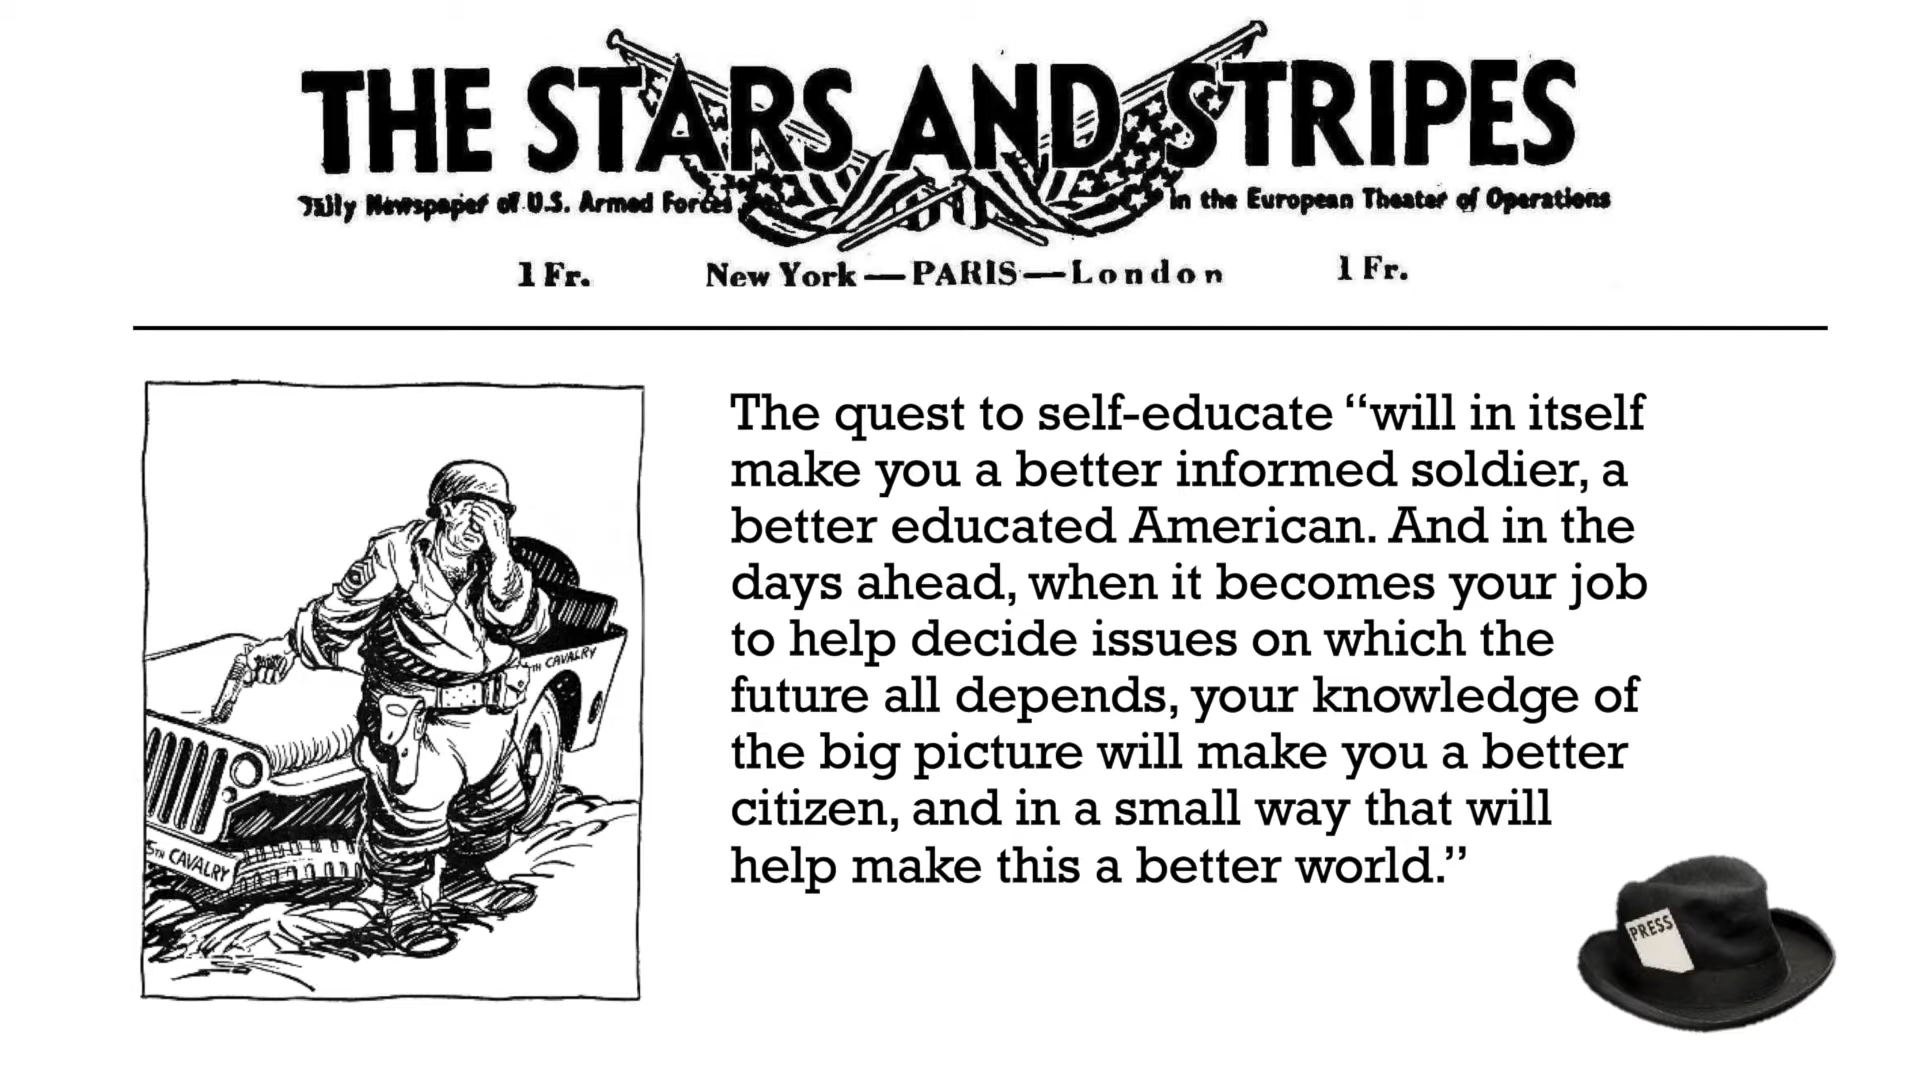 THE STARS AND STRIPES
Daily Newspaper of U.S. Armed Forces in the European Theater of Operations
1 Fr. New York — PARIS — London 1 Fr.
The quest to self-educate “will in itself
make you a better informed soldier, a
better educated American. And in the
days ahead, when it becomes your job
to help decide issues on which the
future all depends, your knowledge of
the big picture will make you a better
citizen, and in a small way that will
help make this a better world.”
TH CAVALRY
5TH CAVALRY
PRESS